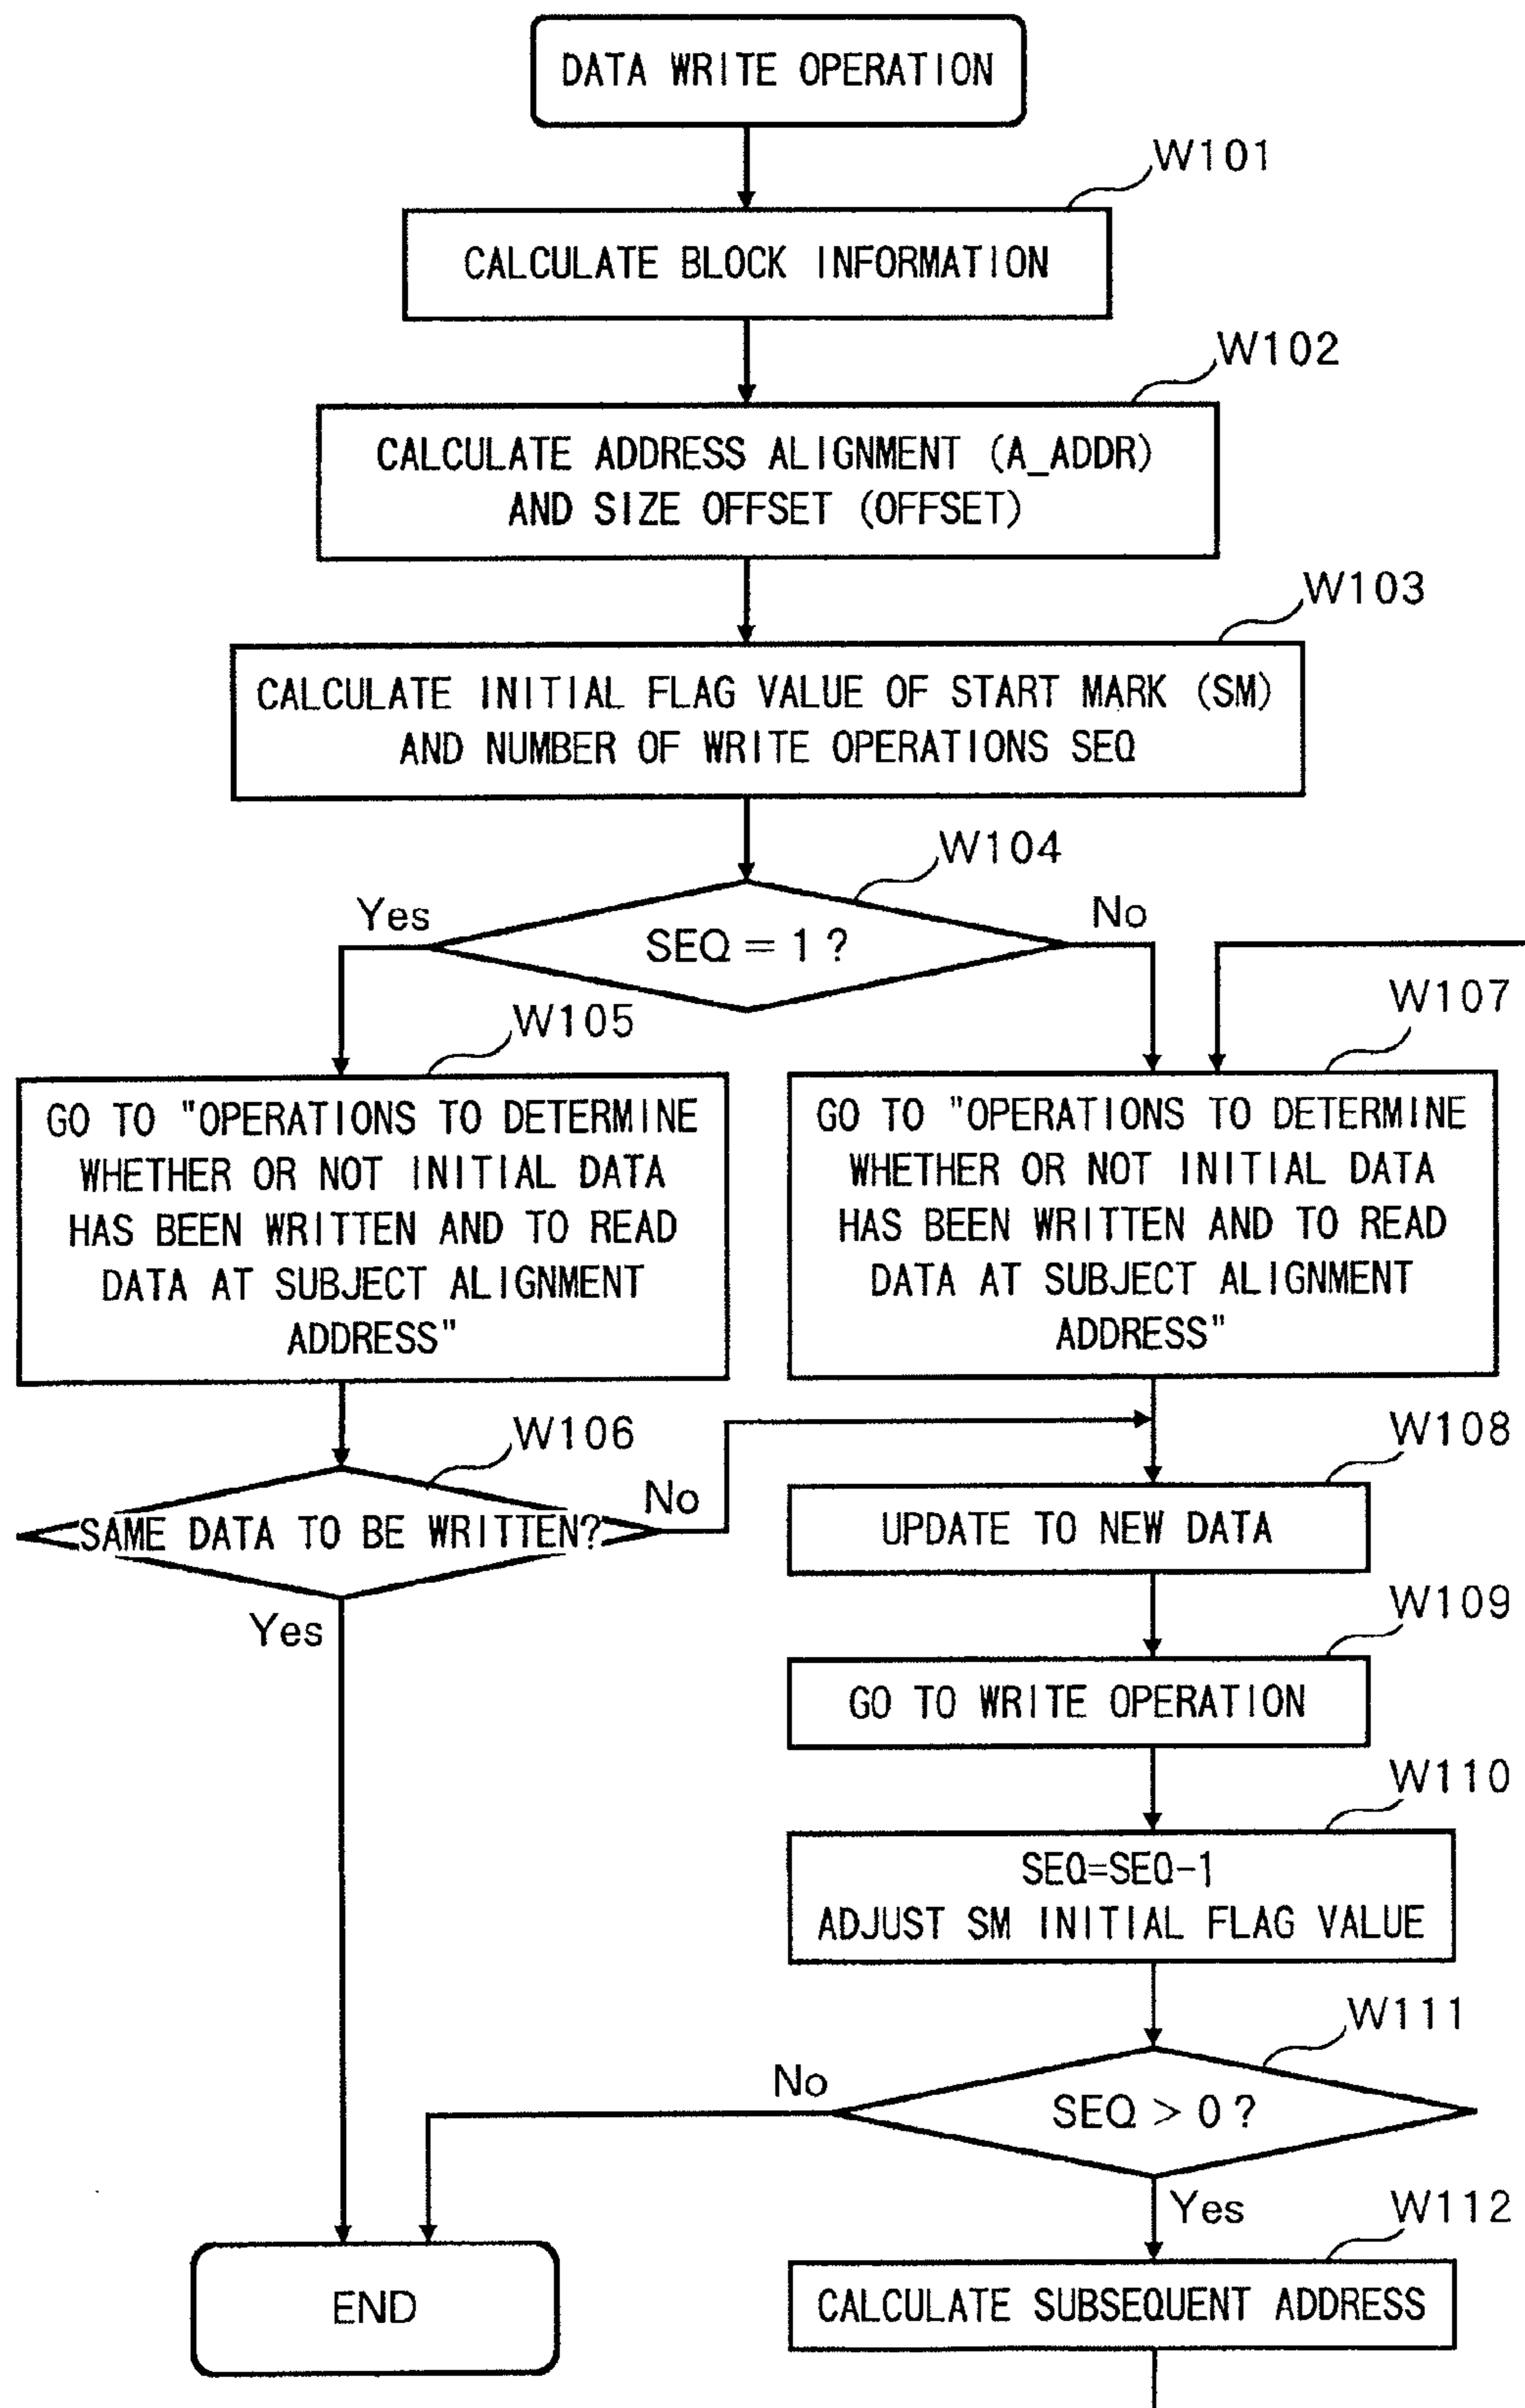 DATA WRITE OPERATION
W101
CALCULATE BLOCK INFORMATION
W102
CALCULATE ADDRESS ALIGNMENT (A_ADDR)
AND SIZE OFFSET (OFFSET)
W103
CALCULATE INITIAL FLAG VALUE OF START MARK (SM)
AND NUMBER OF WRITE OPERATIONS SEQ
W104
Yes
SEQ = 1 ?
No
W105
GO TO "OPERATIONS TO DETERMINE
WHETHER OR NOT INITIAL DATA
HAS BEEN WRITTEN AND TO READ
DATA AT SUBJECT ALIGNMENT
ADDRESS"
W107
GO TO "OPERATIONS TO DETERMINE
WHETHER OR NOT INITIAL DATA
HAS BEEN WRITTEN AND TO READ
DATA AT SUBJECT ALIGNMENT
ADDRESS"
W106
SAME DATA TO BE WRITTEN?
No
Yes
W108
UPDATE TO NEW DATA
W109
GO TO WRITE OPERATION
W110
SEQ=SEQ-1
ADJUST SM INITIAL FLAG VALUE
W111
No
SEQ > 0 ?
Yes
W112
CALCULATE SUBSEQUENT ADDRESS
END